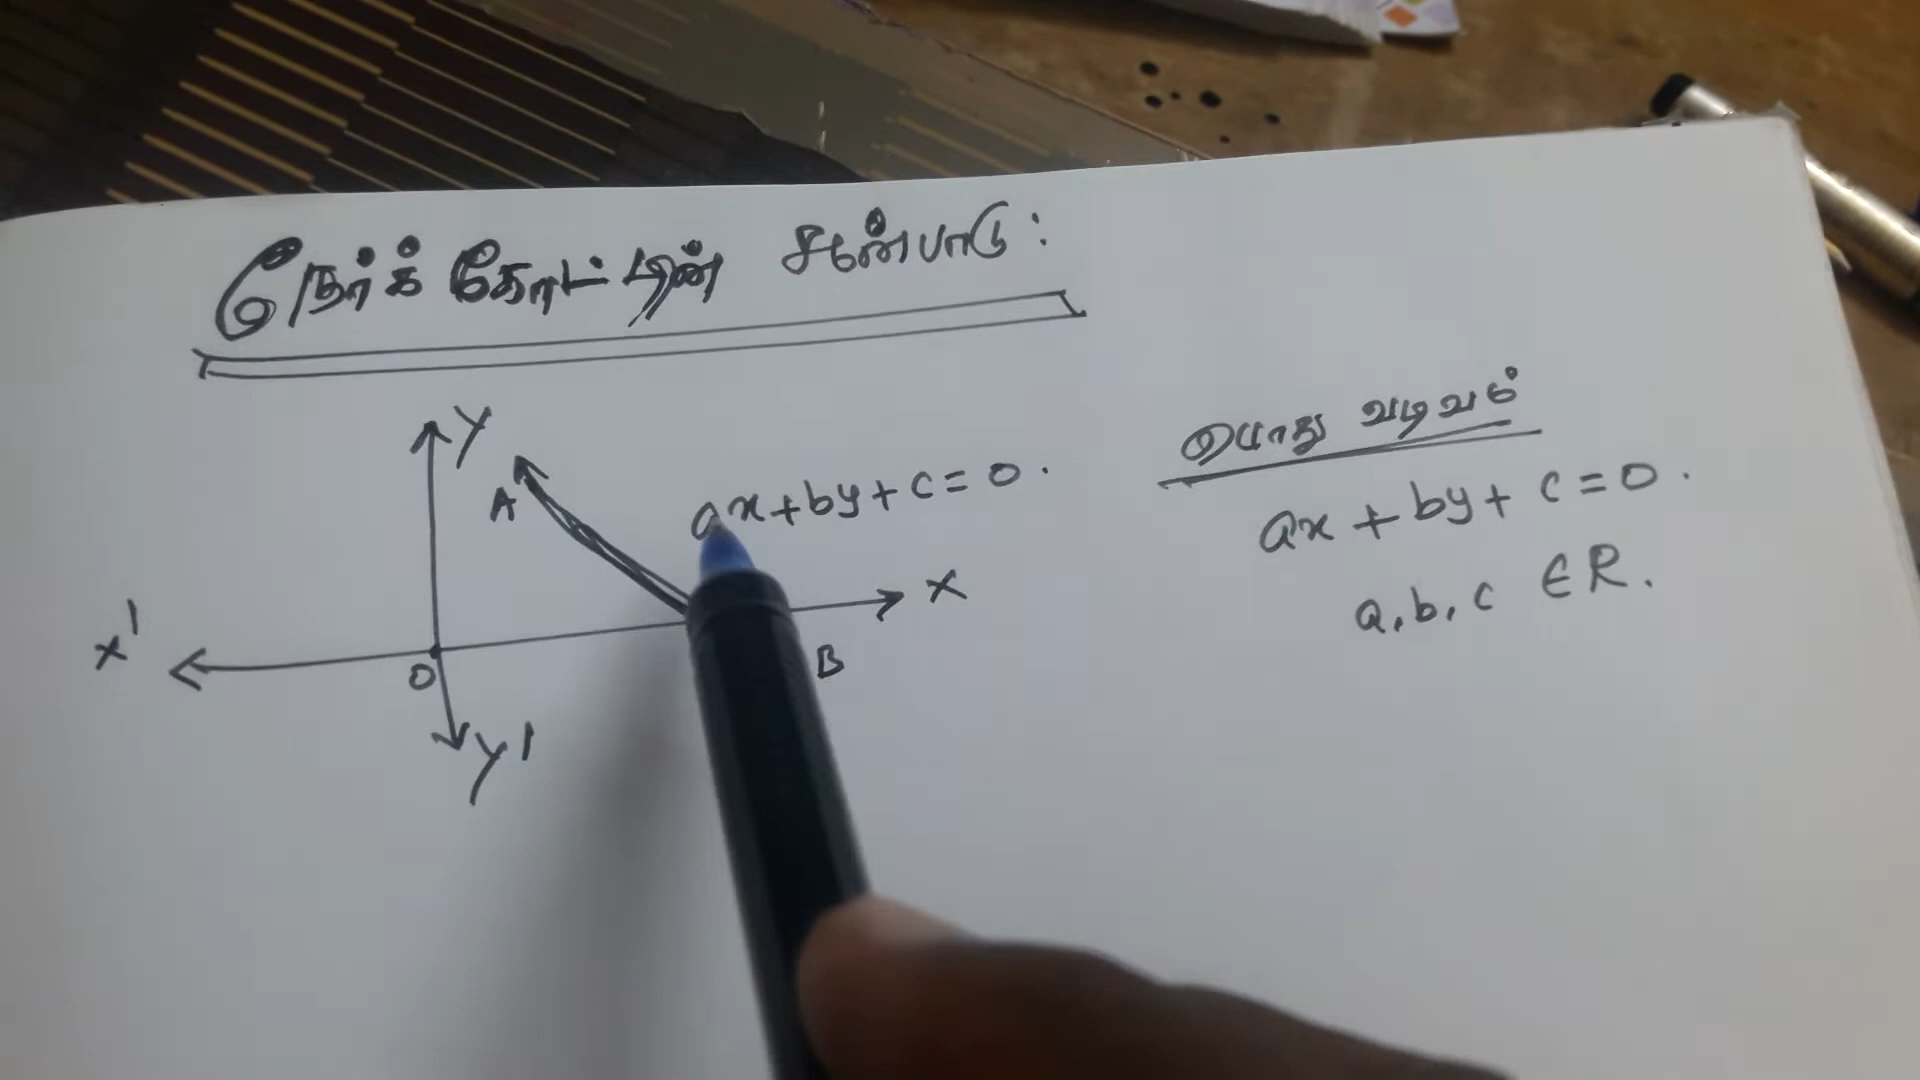 நேர்க் கோட்டின் சமன்பாடு :
Y
A
ax + by + c = 0 .
X
X'
O
B
Y'
பொது வடிவம்
ax + by + c = 0 .
a, b, c ∈ R .